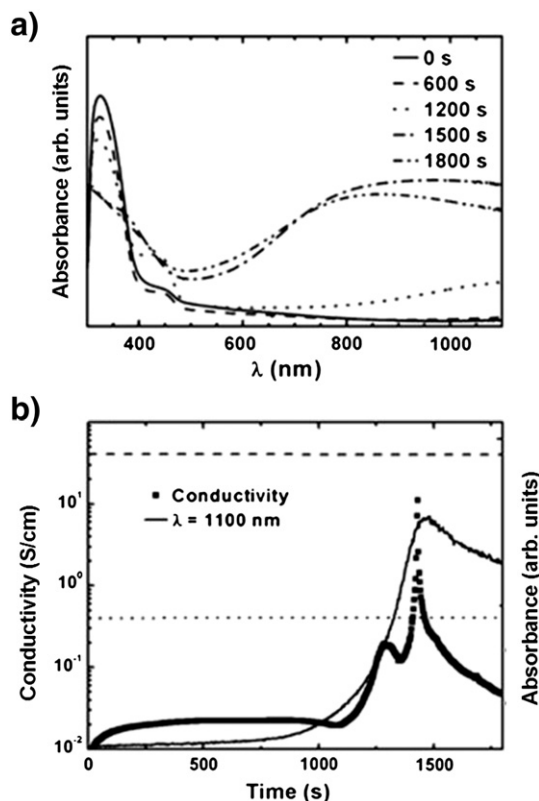 a)
Absorbance (arb. units)
0 s
600 s
1200 s
1500 s
1800 s
400 600 800 1000
λ (nm)
b)
Conductivity (S/cm)
10¹
10⁰
10⁻¹
10⁻²
Conductivity
λ = 1100 nm
Absorbance (arb. units)
0 500 1000 1500
Time (s)